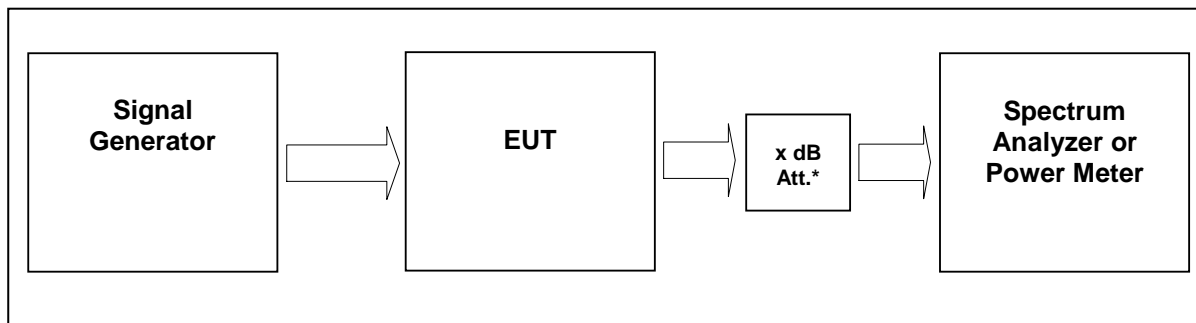 Signal
Generator
EUT
x dB
Att.*
Spectrum
Analyzer or
Power Meter